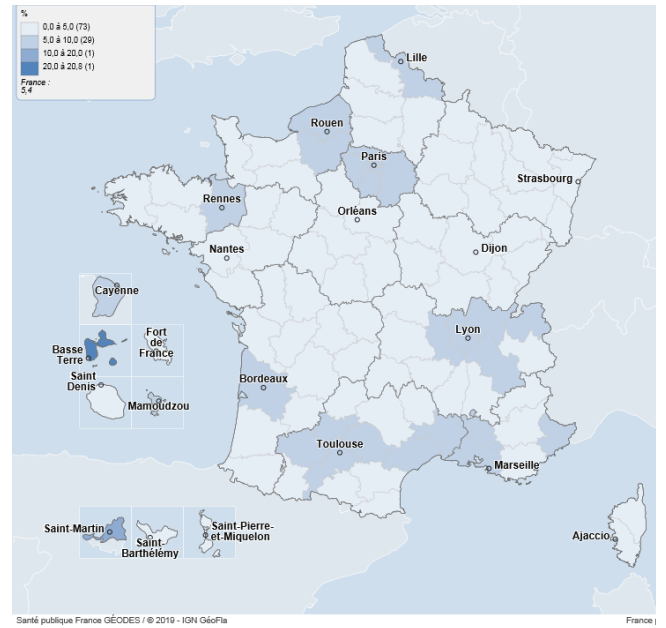 %
0,0 à 5,0 (73)
5,0 à 10,0 (29)
10,0 à 20,0 (1)
20,0 à 20,8 (1)
France :
5,4
Lille
Rouen
Paris
Strasbourg
Rennes
Orléans
Nantes
Dijon
Cayenne
Lyon
Basse
Terre
Fort
de
France
Saint
Denis
Mamoudzou
Bordeaux
Toulouse
Marseille
Saint-Martin
Saint-
Barthélémy
Saint-Pierre-
et-Miquelon
Ajaccio
Santé publique France GÉODES / © 2019 - IGN GéoFla
France p